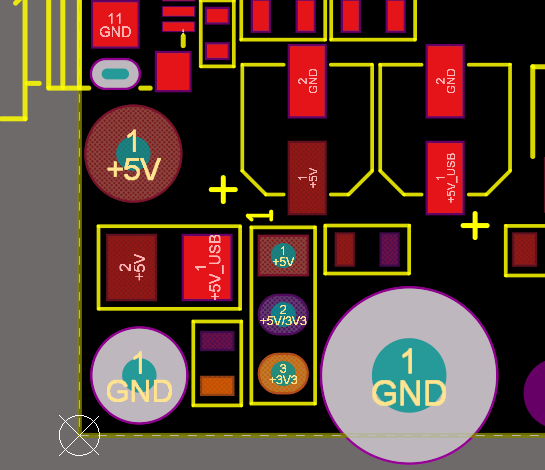 11
GND
2
GND
2
GND
1
+5V
1
+5V
1
+5V_USB
1
2
+5V
1
+5V_USB
1
+5V
2
+5V/3V3
3
+3V3
1
GND
1
GND